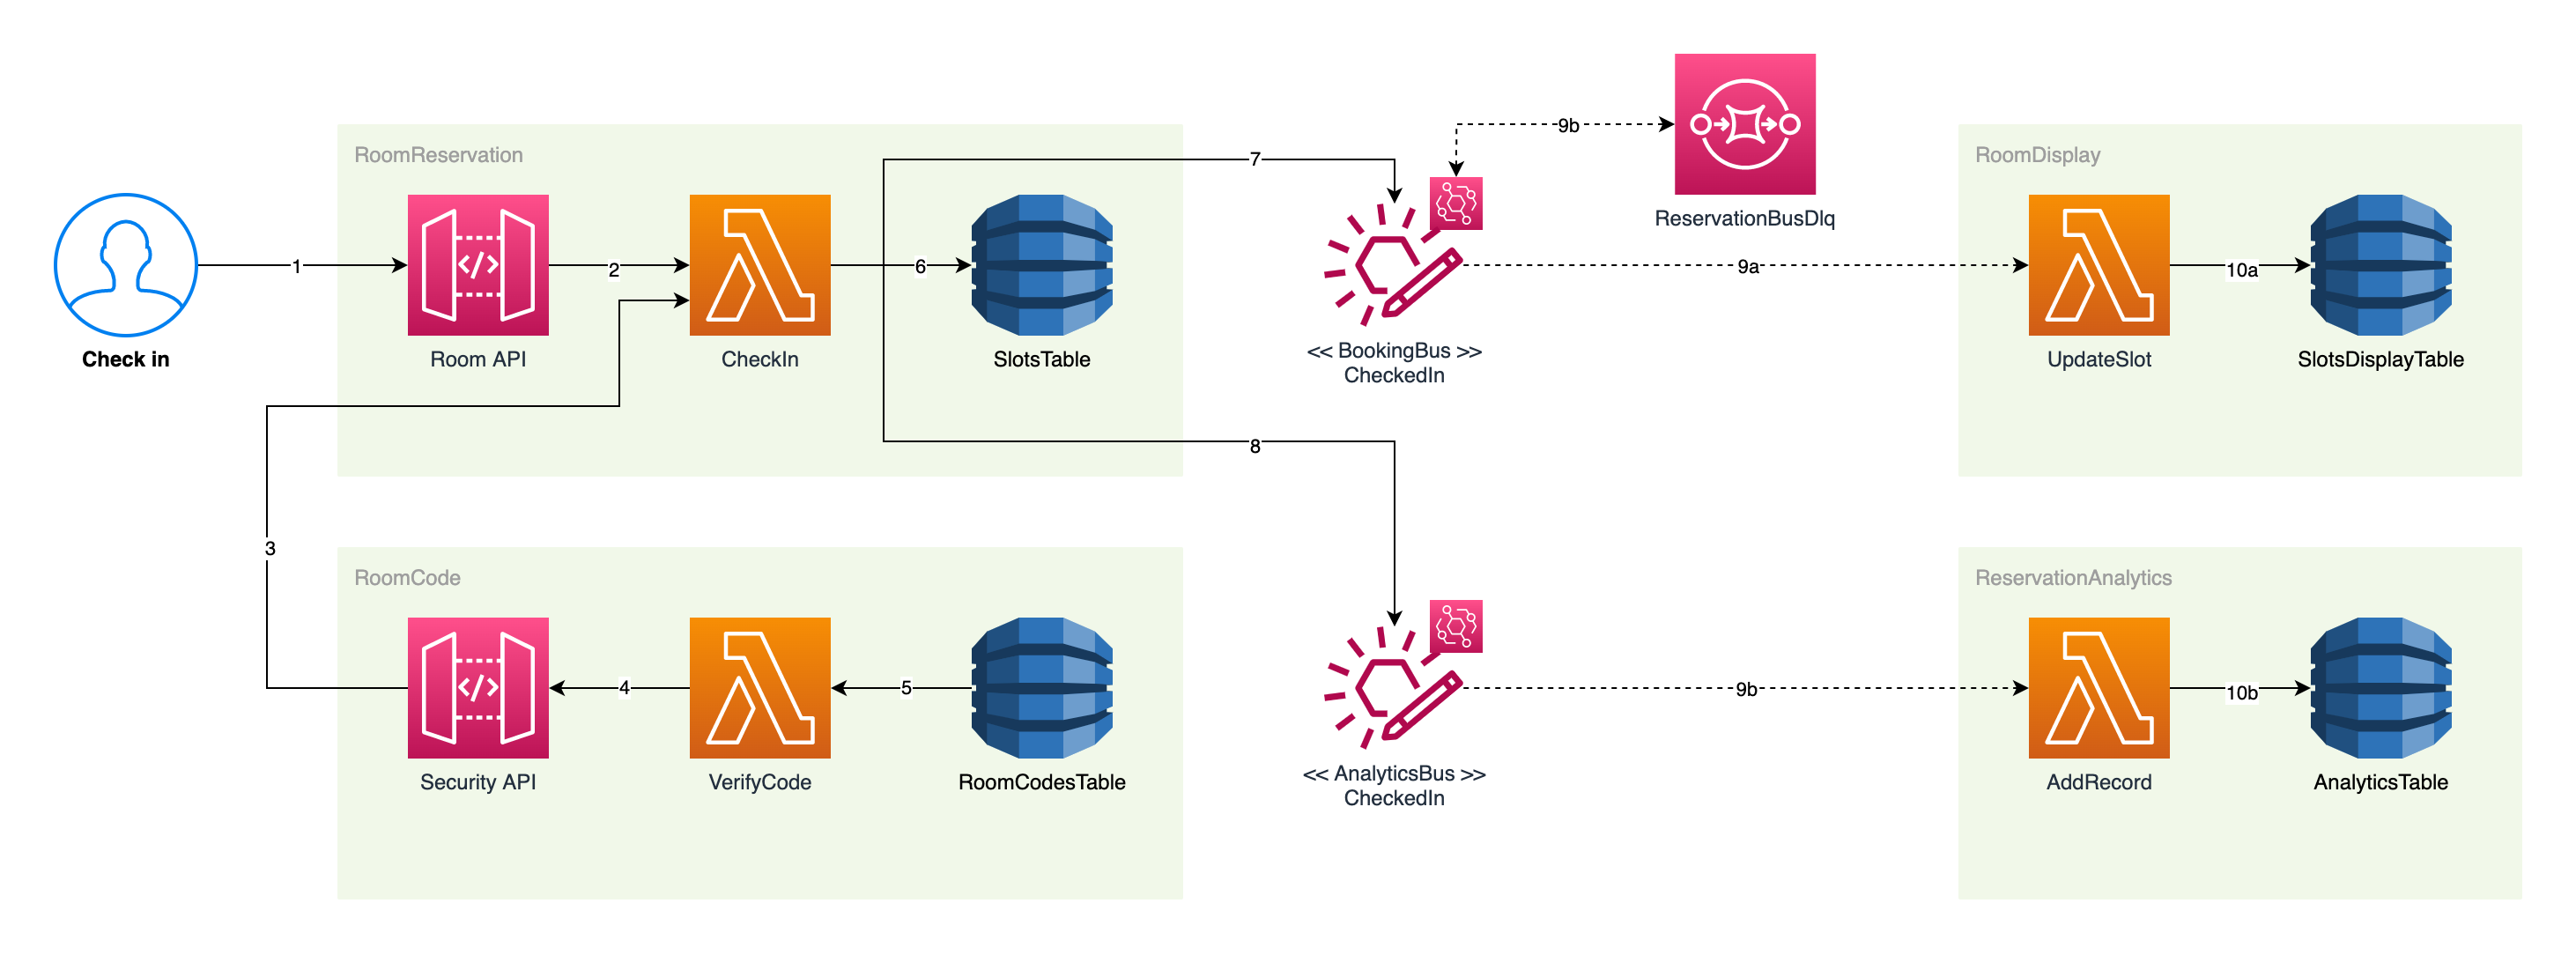 9b
RoomReservation
7
RoomDisplay
ReservationBusDlq
1
2
6
9a
10a
Check in
Room API
CheckIn
SlotsTable
<< BookingBus >>
CheckedIn
UpdateSlot
SlotsDisplayTable
8
3
RoomCode
ReservationAnalytics
4
5
9b
10b
Security API
VerifyCode
RoomCodesTable
<< AnalyticsBus >>
CheckedIn
AddRecord
AnalyticsTable